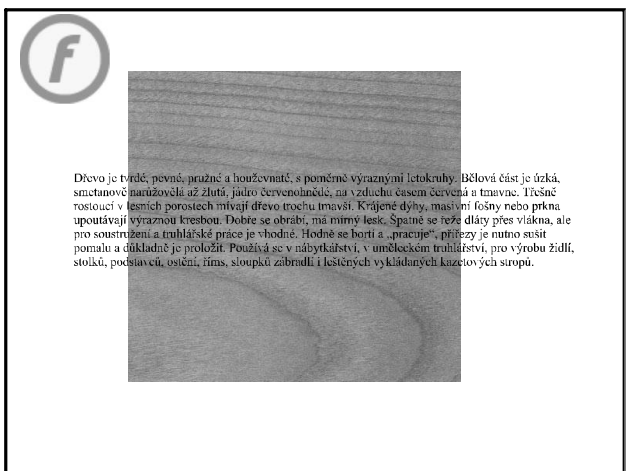 f
Dřevo je tvrdé, pevné, pružné a houževnaté, s poměrně výraznými letokruhy. Bělová část je úzká,
smetanově narůžovělá až žlutá, jádro červenohnědé, na vzduchu časem červená a tmavne. Třešně
rostoucí v lesních porostech mívají dřevo trochu tmavší. Krájené dýhy, masivní fošny nebo prkna
upoutávají výraznou kresbou. Dobře se obrábí, má mírný lesk. Špatně se řeže dláty přes vlákna, ale
pro soustružení a truhlářské práce je vhodné. Hodně se bortí a „pracuje“, přířezy je nutno sušit
pomalu a důkladně je proložit. Používá se v nábytkářství, v uměleckém truhlářství, pro výrobu židlí,
stolků, podstavců, ostění, říms, sloupků zábradlí i leštěných vykládaných kazetových stropů.